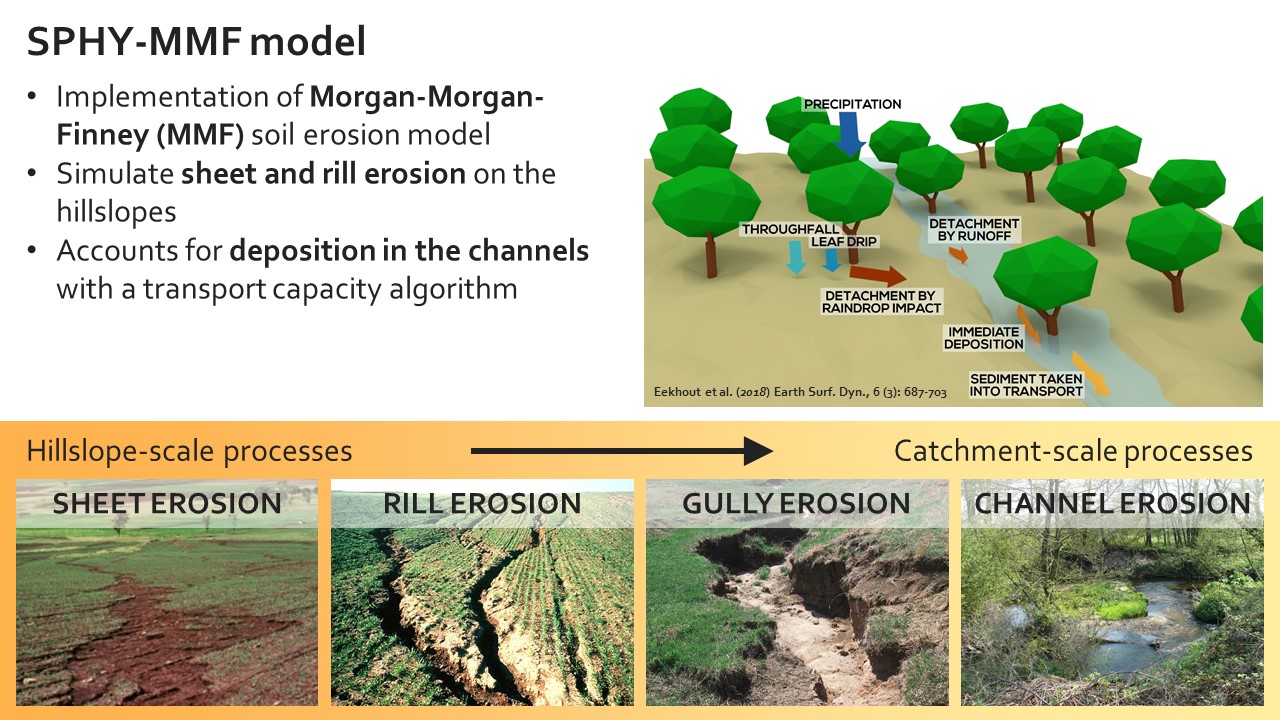 SPHY-MMF model
• Implementation of Morgan-Morgan-
Finney (MMF) soil erosion model
• Simulate sheet and rill erosion on the
hillslopes
• Accounts for deposition in the channels
with a transport capacity algorithm
PRECIPITATION
THROUGHFALL
LEAF DRIP
DETACHMENT
BY RUNOFF
DETACHMENT BY
RAINDROP IMPACT
IMMEDIATE
DEPOSITION
SEDIMENT TAKEN
INTO TRANSPORT
Eekhout et al. (2018) Earth Surf. Dyn., 6 (3): 687-703
Hillslope-scale processes
Catchment-scale processes
SHEET EROSION
RILL EROSION
GULLY EROSION
CHANNEL EROSION